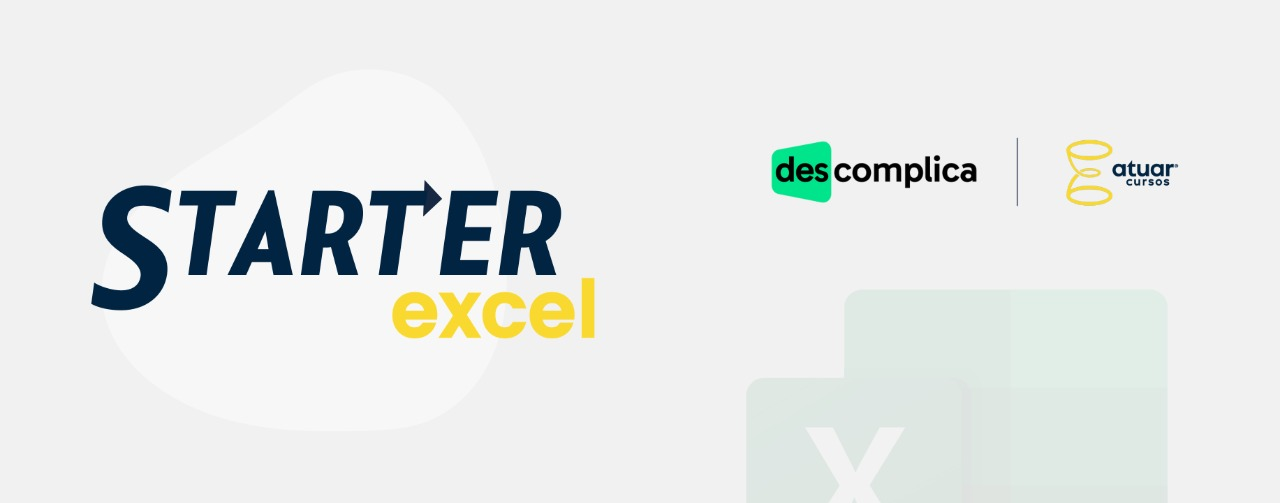 STARTER
excel
descomplica
atuar®
cursos
X